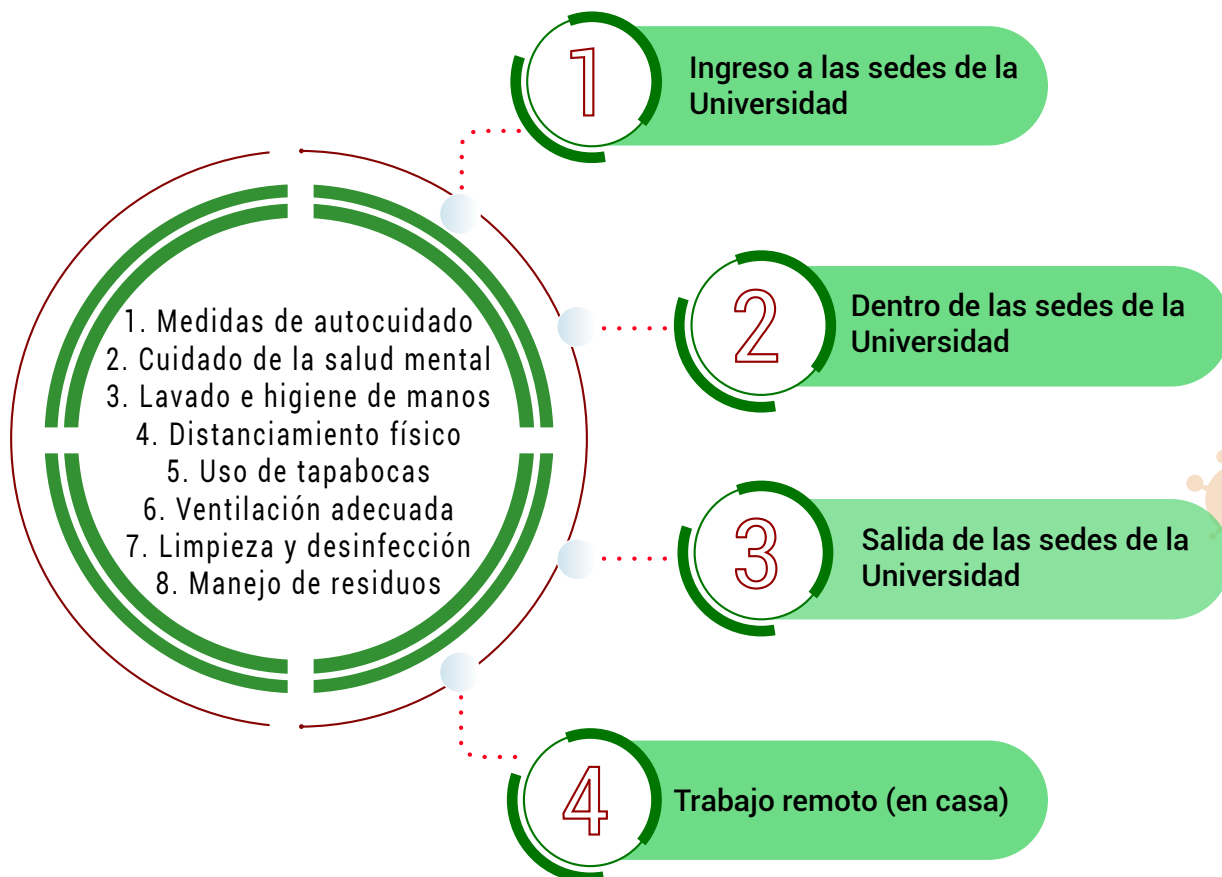 1
Ingreso a las sedes de la
Universidad
1. Medidas de autocuidado
2. Cuidado de la salud mental
3. Lavado e higiene de manos
4. Distanciamiento físico
5. Uso de tapabocas
6. Ventilación adecuada
7. Limpieza y desinfección
8. Manejo de residuos
2
Dentro de las sedes de la
Universidad
3
Salida de las sedes de la
Universidad
4
Trabajo remoto (en casa)